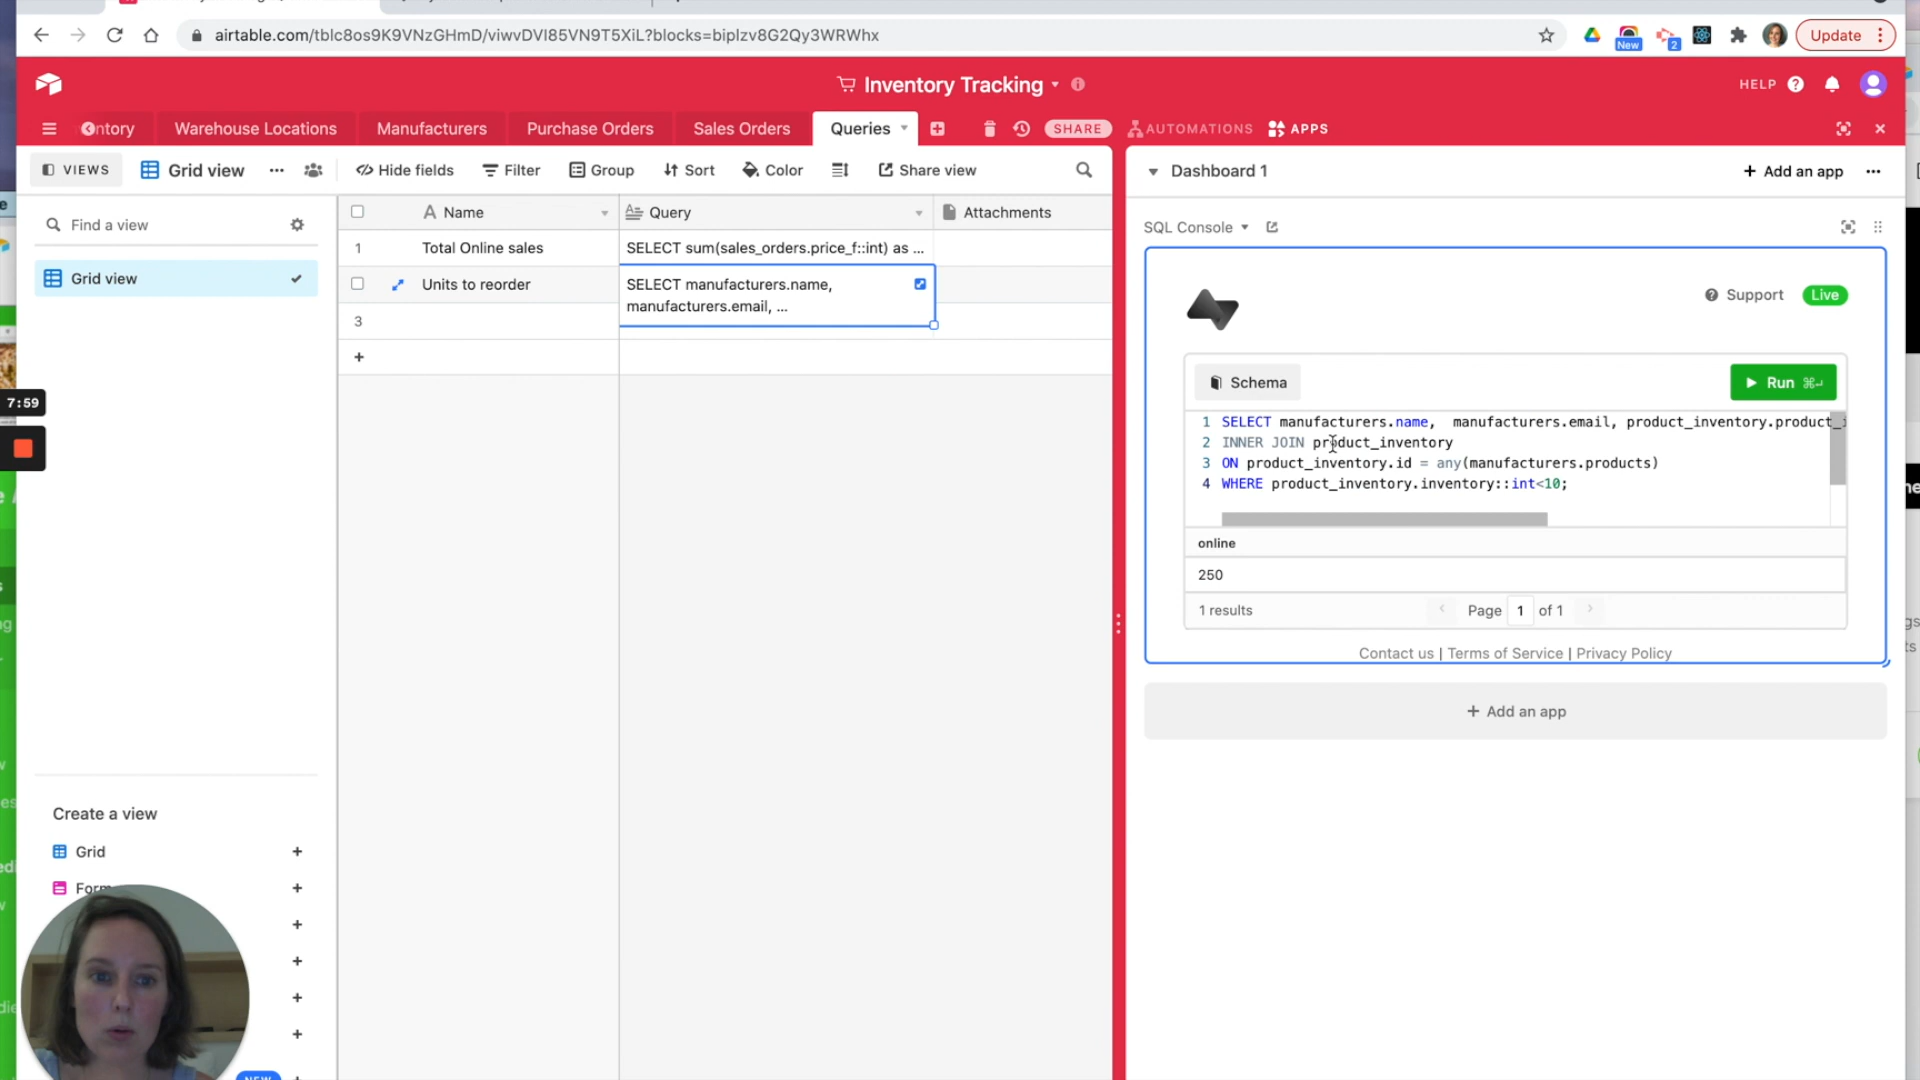 airtable.com/tblc8os9K9VNzGHmD/viwvDVI85VN9T5XiL?blocks=biplzv8G2Qy3WRWhx
New
2
Update
Inventory Tracking
HELP
ntory
Warehouse Locations
Manufacturers
Purchase Orders
Sales Orders
Queries
SHARE
AUTOMATIONS
APPS
VIEWS
Grid view
Hide fields
Filter
Group
Sort
Color
Share view
Dashboard 1
Add an app
Find a view
Grid view
Name
Query
Attachments
1
Total Online sales
SELECT sum(sales_orders.price_f::int) as ...
Units to reorder
SELECT manufacturers.name,
manufacturers.email, ...
3
SQL Console
Support
Live
Schema
Run
1 SELECT manufacturers.name,  manufacturers.email, product_inventory.product_
2 INNER JOIN product_inventory
3 ON product_inventory.id = any(manufacturers.products)
4 WHERE product_inventory.inventory::int<10;
online
250
1 results
Page 1 of 1
Contact us | Terms of Service | Privacy Policy
+ Add an app
7:59
Create a view
Grid
Form
NEW